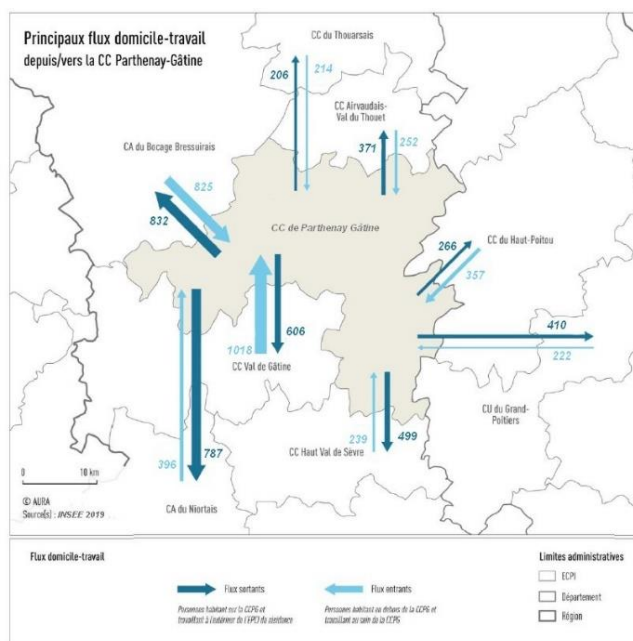 Principaux flux domicile-travail
depuis/vers la CC Parthenay-Gâtine
CC du Thouarsais
206
214
CC Airvaudais-
Val du Thouet
371
252
CA du Bocage Bressuirais
825
832
CC de Parthenay Gâtine
266
CC du Haut-Poitou
357
410
222
606
1018
CC Val de Gâtine
CU du Grand-
Poitiers
239
499
CC Haut Val de Sèvre
396
787
CA du Niortais
0
10 km
© AURA
Source(s) : INSEE 2019
Flux domicile-travail
Flux sortants
Personnes habitant sur la CCPG et
travaillant à l'extérieur de l'EPCI de résidence
Flux entrants
Personnes habitant en dehors de la CCPG et
travaillant au sein de la CCPG
Limites administratives
ECPI
Département
Région